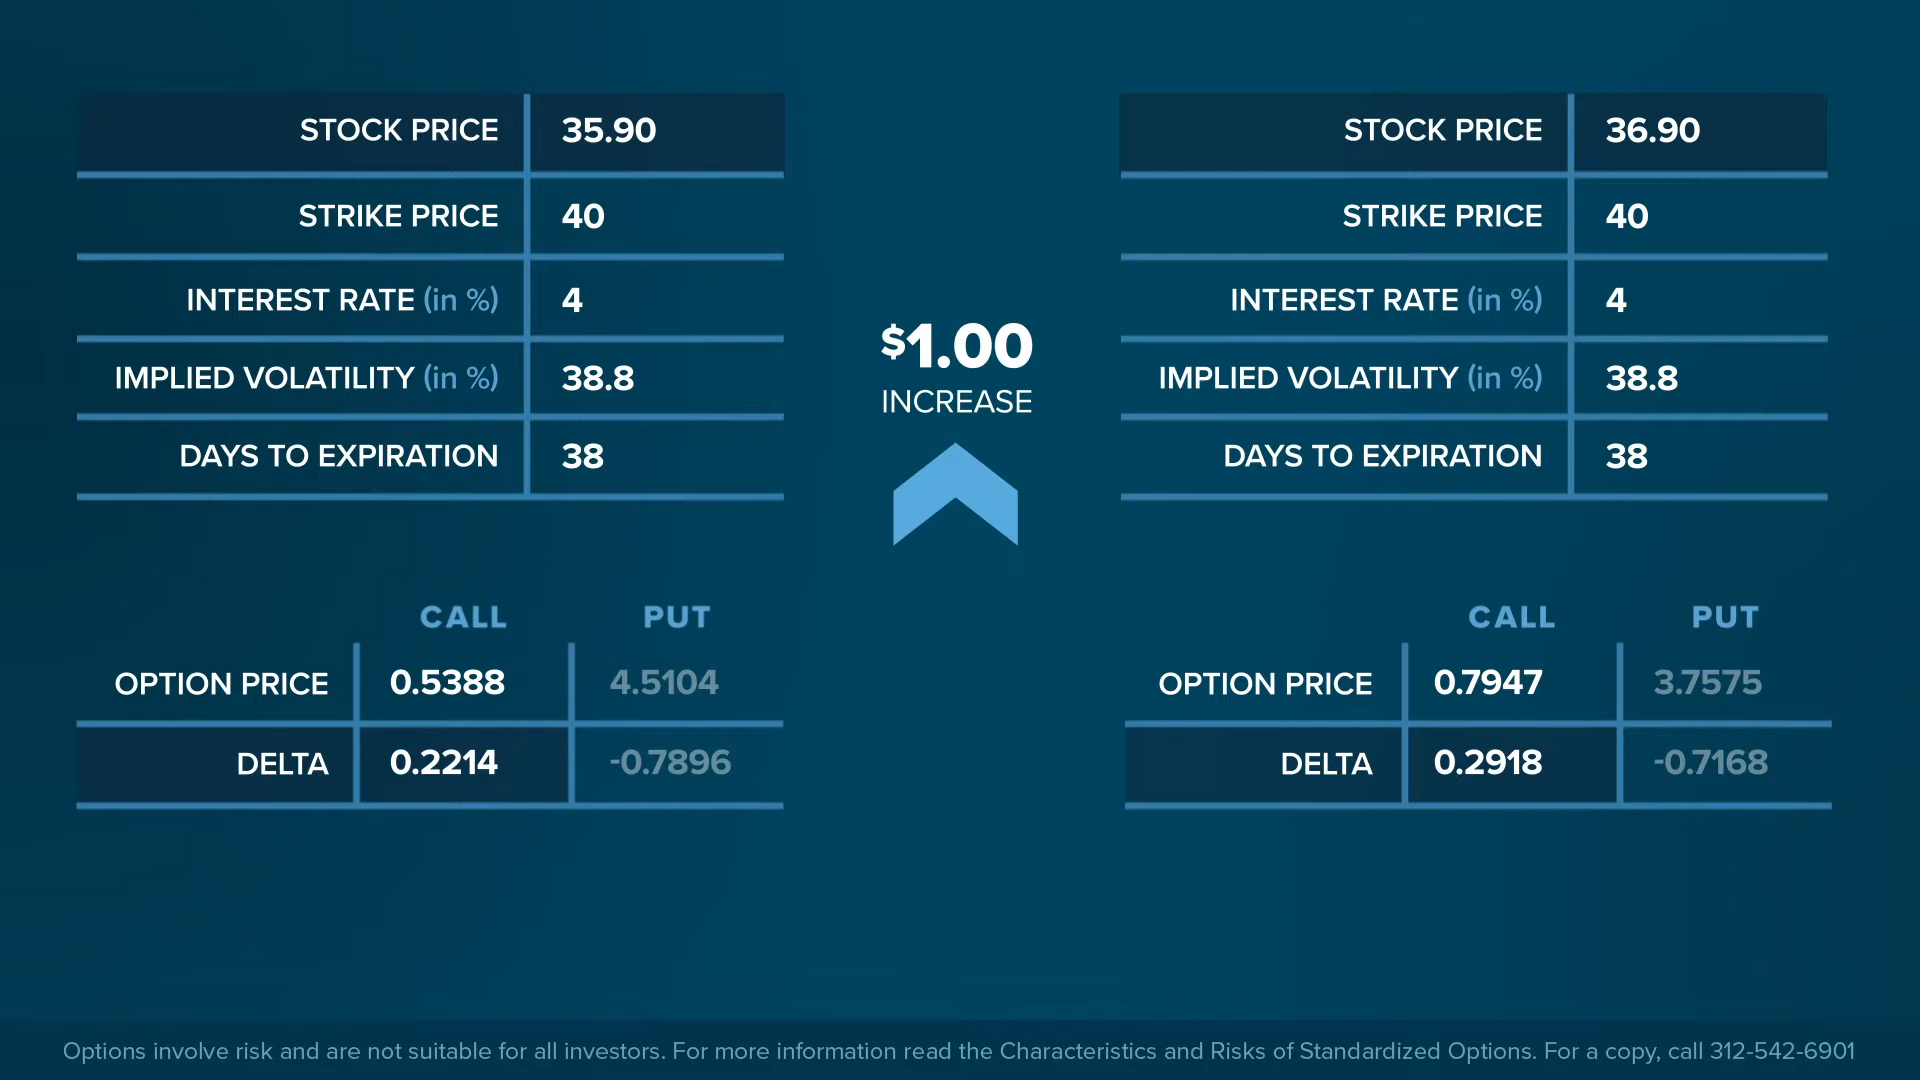 STOCK PRICE 35.90
STRIKE PRICE 40
INTEREST RATE (in %) 4
IMPLIED VOLATILITY (in %) 38.8
DAYS TO EXPIRATION 38
CALL PUT
OPTION PRICE 0.5388 4.5104
DELTA 0.2214 -0.7896
$1.00
INCREASE
STOCK PRICE 36.90
STRIKE PRICE 40
INTEREST RATE (in %) 4
IMPLIED VOLATILITY (in %) 38.8
DAYS TO EXPIRATION 38
CALL PUT
OPTION PRICE 0.7947 3.7575
DELTA 0.2918 -0.7168
Options involve risk and are not suitable for all investors. For more information read the Characteristics and Risks of Standardized Options. For a copy, call 312-542-6901